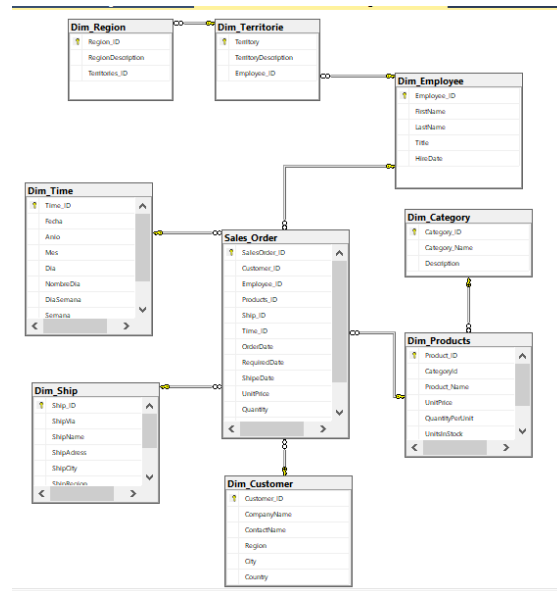 Dim_Region
Region_ID
RegionDescription
Territories_ID
Dim_Territorie
Territory
TerritoryDescription
Employee_ID
Dim_Employee
Employee_ID
FirstName
LastName
Title
HireDate
Dim_Time
Time_ID
Fecha
Anio
Mes
Dia
NombreDia
DiaSemana
Semana
Sales_Order
SalesOrder_ID
Customer_ID
Employee_ID
Products_ID
Ship_ID
Time_ID
OrderDate
RequiredDate
ShipeDate
UnitPrice
Quantity
Dim_Category
Category_ID
Category_Name
Description
Dim_Products
Product_ID
CategoryId
Product_Name
UnitPrice
QuantityPerUnit
UnitsInStock
Dim_Ship
Ship_ID
ShipVia
ShipName
ShipAdress
ShipCity
ShipRegion
Dim_Customer
Customer_ID
CompanyName
ContactName
Region
City
Country